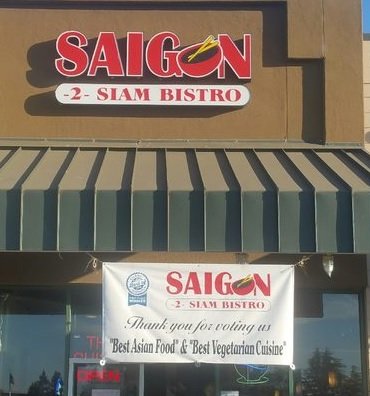 SAIGON
-2- SIAM BISTRO
SAIGON
-2- SIAM BISTRO
Thank you for voting us
"Best Asian Food" & "Best Vegetarian Cuisine"
OPEN